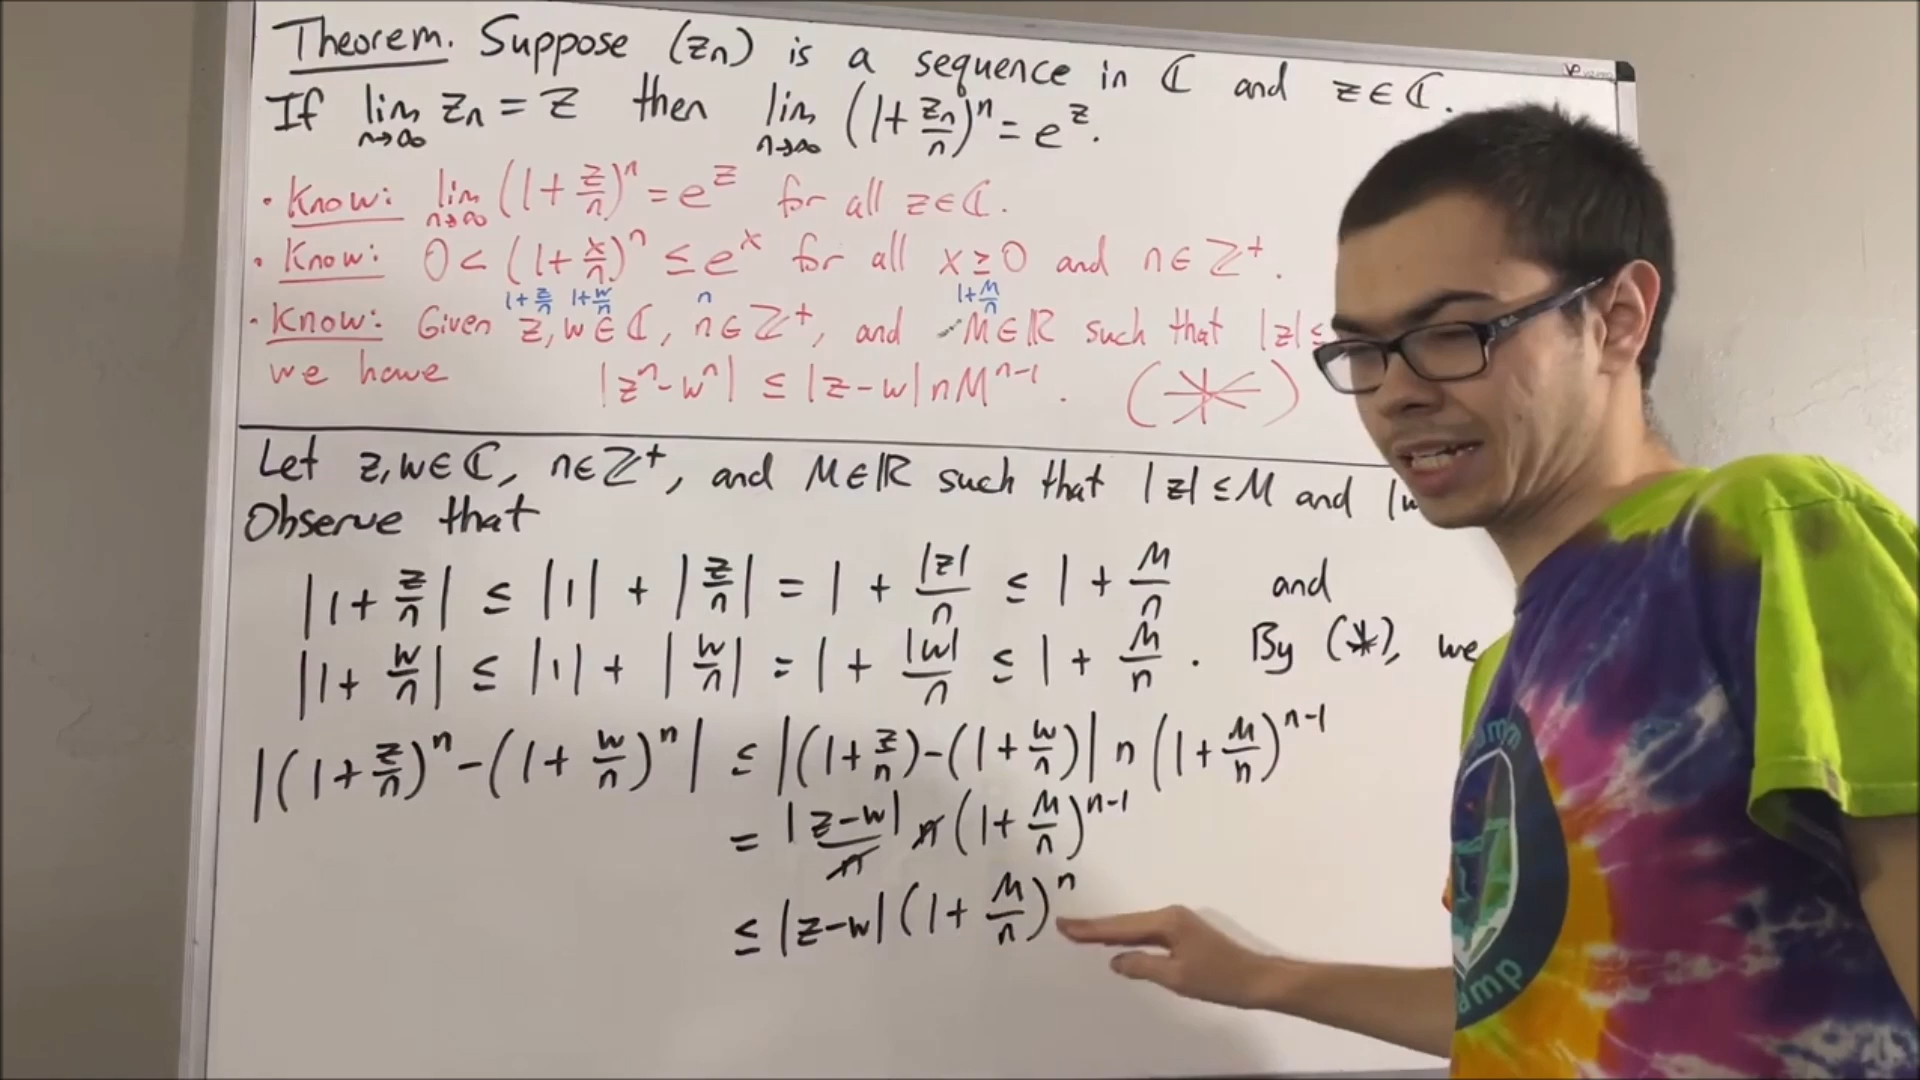 Theorem. Suppose (zn) is a sequence in ℂ and z∈ℂ.
If lim n→∞ zn = z then lim n→∞ (1+zn/n)^n = e^z.
• Know: lim n→∞ (1+z/n)^n = e^z for all z∈ℂ.
• Know: 0 < (1+x/n)^n ≤ e^x for all x≥0 and n∈ℤ^+.
1+z/n 1+w/n n 1+M/n
• Know: Given z,w∈ℂ, n∈ℤ^+, and M∈ℝ such that |z|≤
we have |z^n-w^n| ≤ |z-w|nM^(n-1). (*)
Let z,w∈ℂ, n∈ℤ^+, and M∈ℝ such that |z|≤M and |w
Observe that
|1+z/n| ≤ |1| + |z/n| = 1 + |z|/n ≤ 1 + M/n and
|1+w/n| ≤ |1| + |w/n| = 1 + |w|/n ≤ 1 + M/n. By (*), we
|(1+z/n)^n - (1+w/n)^n| ≤ |(1+z/n)-(1+w/n)| n (1+M/n)^(n-1)
= |z-w|/n n (1+M/n)^(n-1)
≤ |z-w| (1+M/n)^n